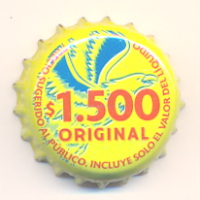 $1.500
ORIGINAL
SUGERIDO AL PÚBLICO. INCLUYE SOLO EL VALOR DEL LÍQUIDO